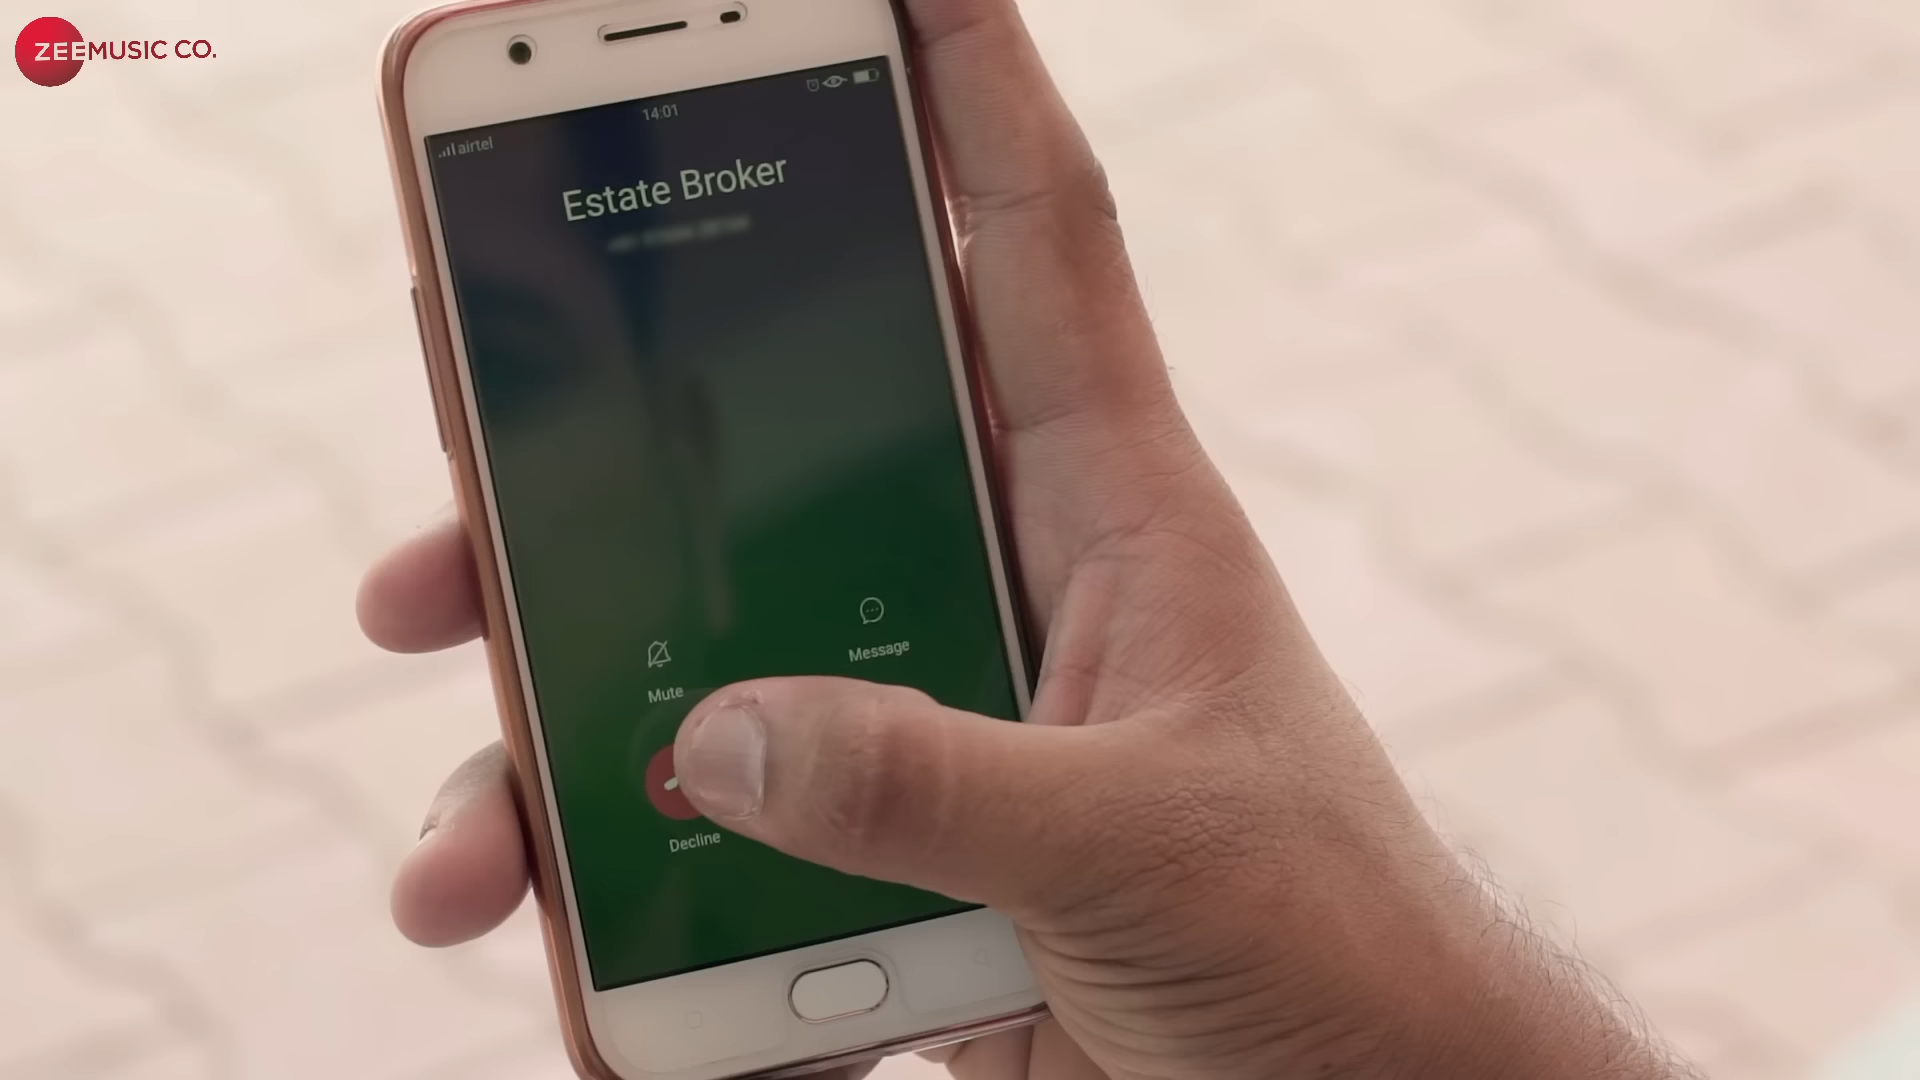 ZEEMUSIC CO.
14:01
airtel
Estate Broker
Message
Mute
Decline